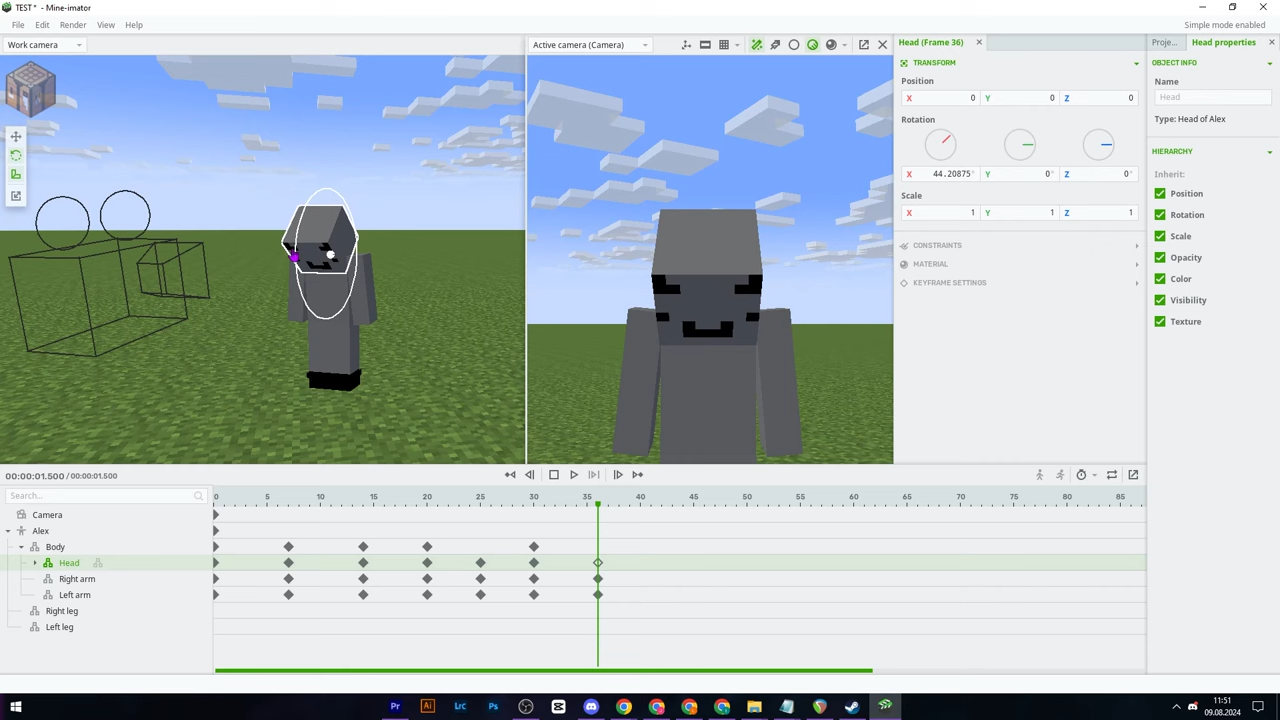 TEST * - Mine-imator
File Edit Render View Help
Simple mode enabled
Work camera
Active camera (Camera)
Head (Frame 36)
TRANSFORM
Position
X 0 Y 0 Z 0
Rotation
X 44.20875° Y 0° Z 0°
Scale
X 1 Y 1 Z 1
CONSTRAINTS
MATERIAL
KEYFRAME SETTINGS
Proje... Head properties
OBJECT INFO
Name
Head
Type: Head of Alex
HIERARCHY
Inherit:
Position
Rotation
Scale
Opacity
Color
Visibility
Texture
00:00:01.500 / 00:00:01.500
Search...
0 5 10 15 20 25 30 35 40 45 50 55 60 65 70 75 80 85
Camera
Alex
Body
Head
Right arm
Left arm
Right leg
Left leg
Pr Ai Lrc Ps
11:51
09.08.2024